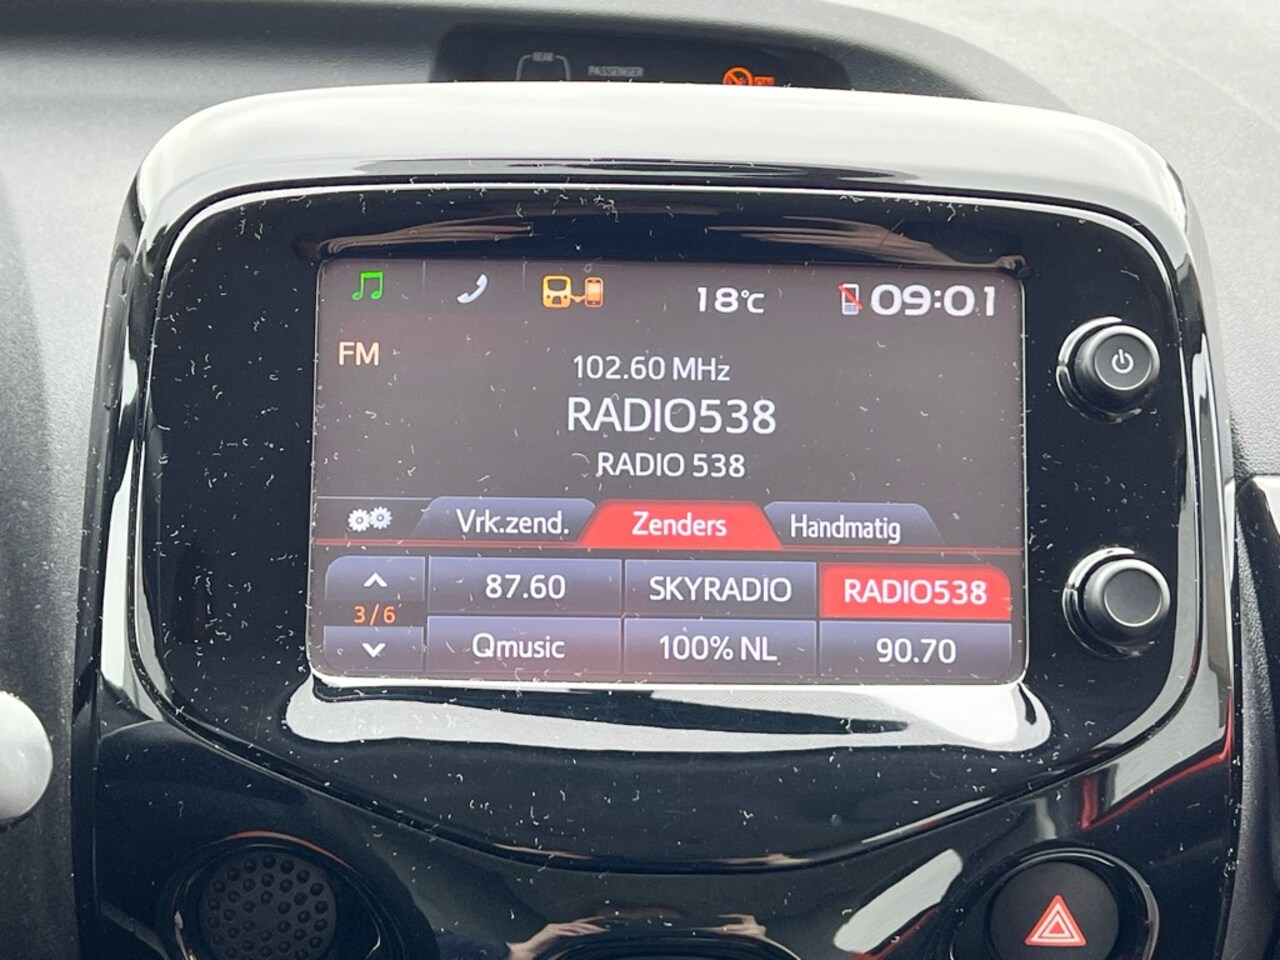 REAR
PASSENGER
18°C
09:01
FM
102.60 MHz
RADIO538
RADIO 538
Vrk.zend.
Zenders
Handmatig
87.60
SKYRADIO
RADIO538
3/6
Qmusic
100% NL
90.70